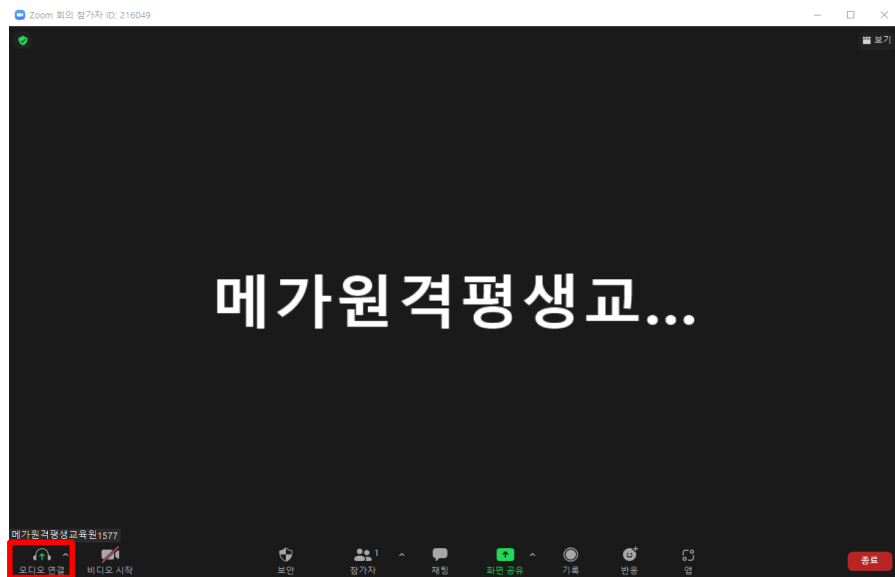 Zoom 회의 참가자 ID: 216049
보기
메가원격평생교...
메가원격평생교육원1577
오디오 연결
비디오 시작
보안
참가자 1
채팅
화면 공유
기록
반응
앱
종료